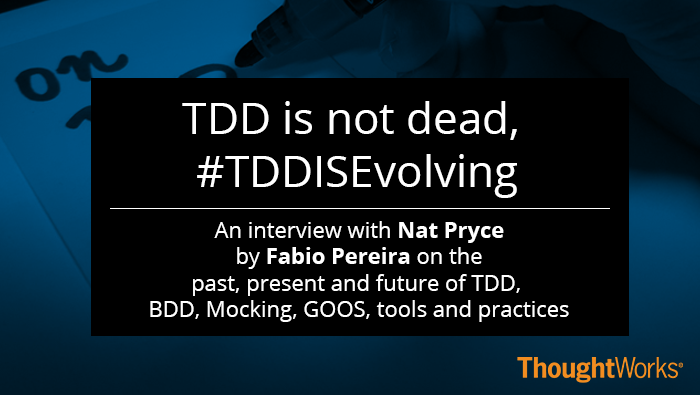 on
TDD is not dead,
#TDDISEvolving
An interview with Nat Pryce
by Fabio Pereira on the
past, present and future of TDD,
BDD, Mocking, GOOS, tools and practices
ThoughtWorks®